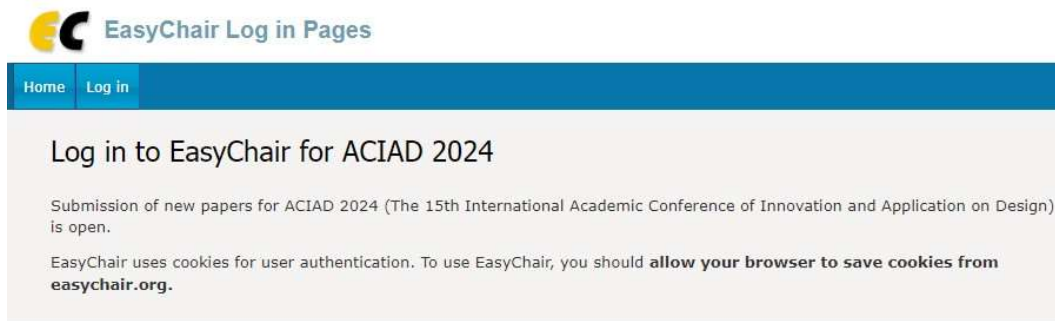 EC EasyChair Log in Pages
Home Log in
Log in to EasyChair for ACIAD 2024
Submission of new papers for ACIAD 2024 (The 15th International Academic Conference of Innovation and Application on Design)
is open.
EasyChair uses cookies for user authentication. To use EasyChair, you should allow your browser to save cookies from
easychair.org.